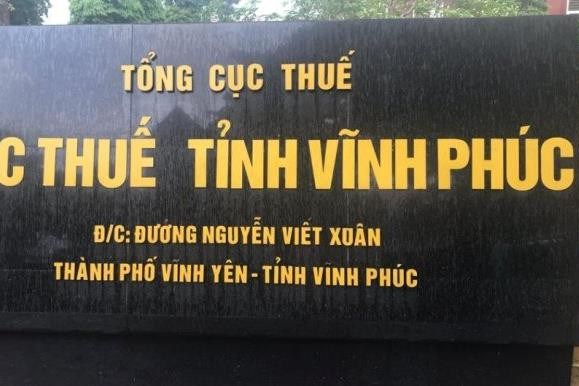 TỔNG CỤC THUẾ
C THUẾ TỈNH VĨNH PHÚC
Đ/C: ĐƯỜNG NGUYỄN VIẾT XUÂN
THÀNH PHỐ VĨNH YÊN - TỈNH VĨNH PHÚC